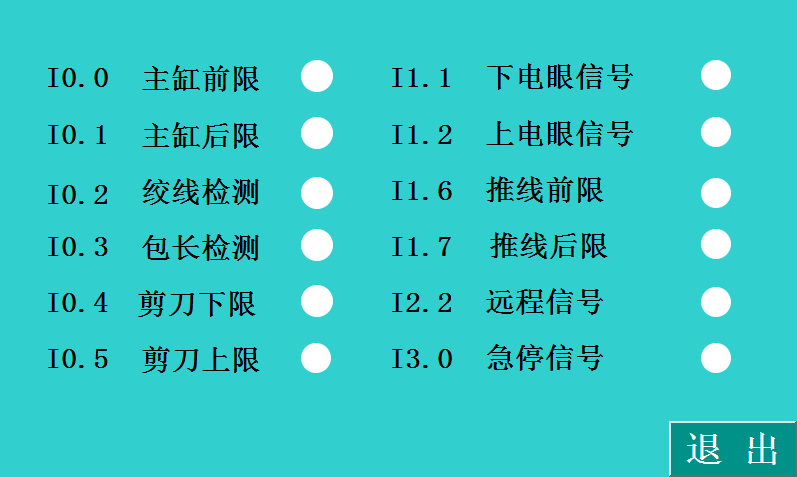 I0.0 主缸前限 I1.1 下电眼信号
I0.1 主缸后限 I1.2 上电眼信号
I0.2 绞线检测 I1.6 推线前限
I0.3 包长检测 I1.7 推线后限
I0.4 剪刀下限 I2.2 远程信号
I0.5 剪刀上限 I3.0 急停信号
退 出